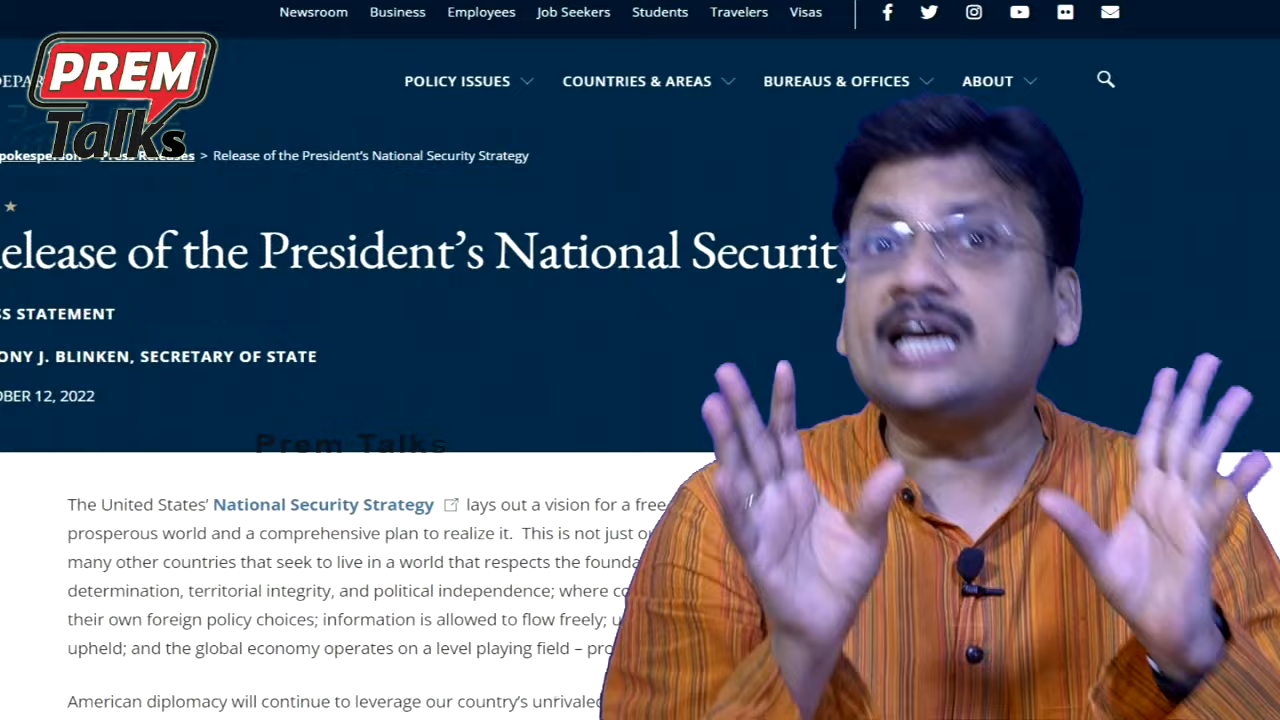 Newsroom Business Employees Job Seekers Students Travelers Visas
PREM
Talks
DEPA
POLICY ISSUES COUNTRIES & AREAS BUREAUS & OFFICES ABOUT
pokesperson Press Releases > Release of the President's National Security Strategy
elease of the President's National Security
SS STATEMENT
ONY J. BLINKEN, SECRETARY OF STATE
OBER 12, 2022
Prem Talks
The United States' National Security Strategy lays out a vision for a free
prosperous world and a comprehensive plan to realize it. This is not just
many other countries that seek to live in a world that respects the founda
determination, territorial integrity, and political independence; where co
their own foreign policy choices; information is allowed to flow freely; u
upheld; and the global economy operates on a level playing field – pro
American diplomacy will continue to leverage our country's unrivaled